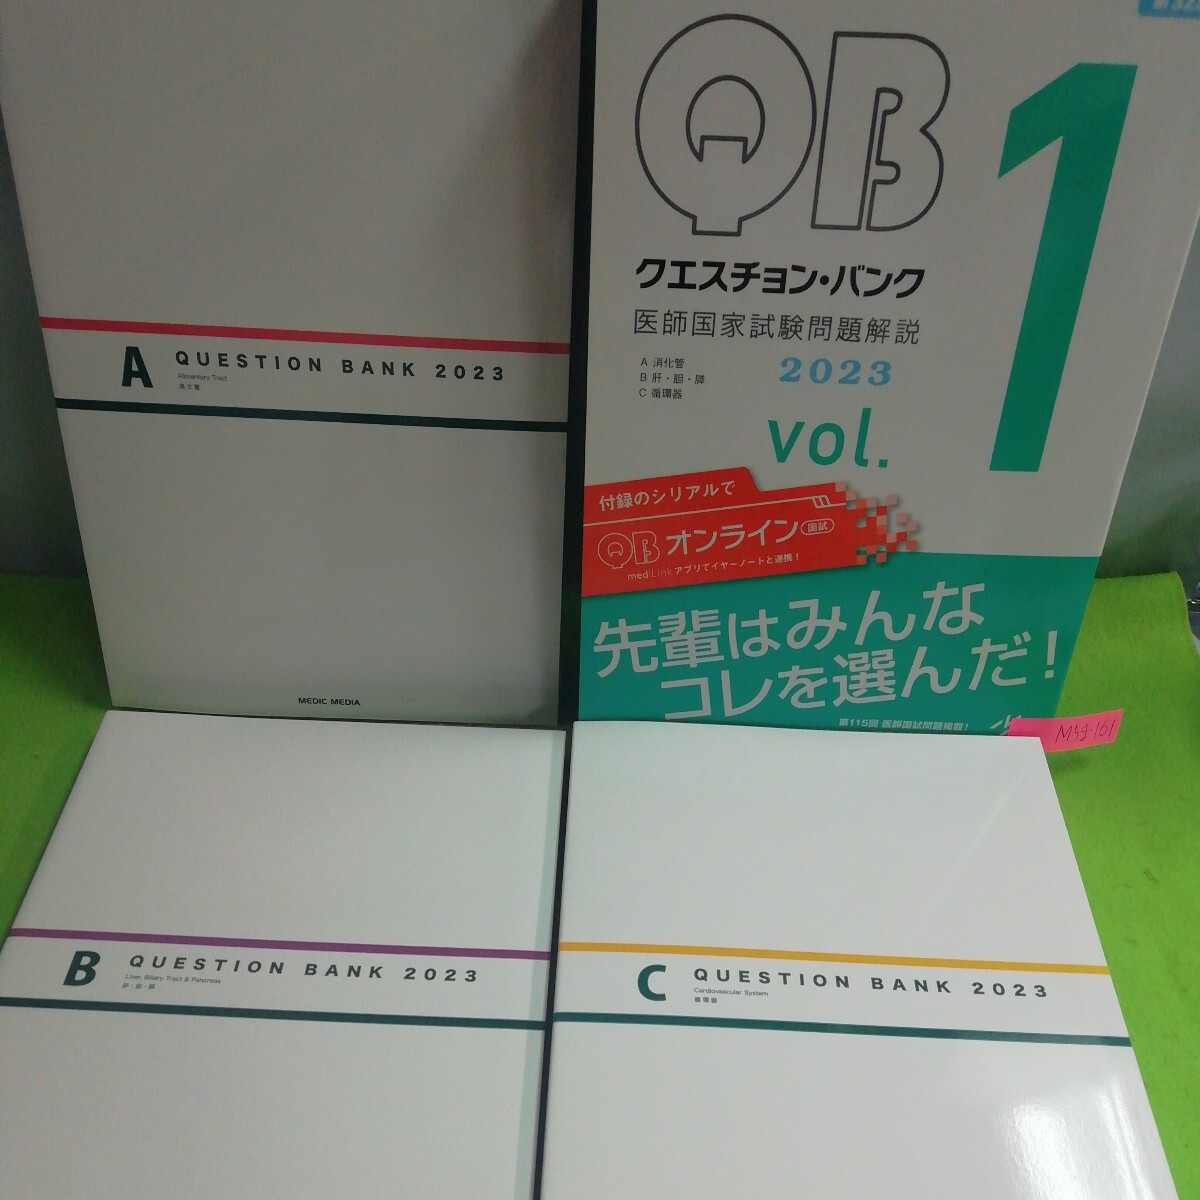 A QUESTION BANK 2023
Alimentary Tract
消化管
MEDIC MEDIA
QB
1
クエスチョン・バンク
医師国家試験問題解説
A 消化管
B 肝・胆・膵
C 循環器
2023
vol.
付録のシリアルで
QB オンライン 国試
mediLinkアプリでイヤーノートと連携！
先輩はみんな
コレを選んだ！
第115回 医師国試問題掲載！
M59-101
B QUESTION BANK 2023
Liver, Biliary Tract & Pancreas
肝・胆・膵
C QUESTION BANK 2023
Cardiovascular System
循環器